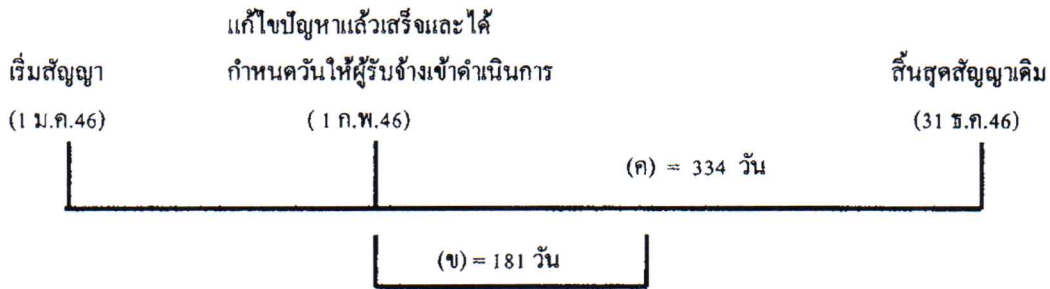 แก้ไขปัญหาแล้วเสร็จและได้
เริ่มสัญญา กำหนดวันให้ผู้รับจ้างเข้าดำเนินการ สิ้นสุดสัญญาเดิม
(1 ม.ค.46) ( 1 ก.พ.46) (31 ธ.ค.46)
(ค) = 334 วัน
(ข) = 181 วัน